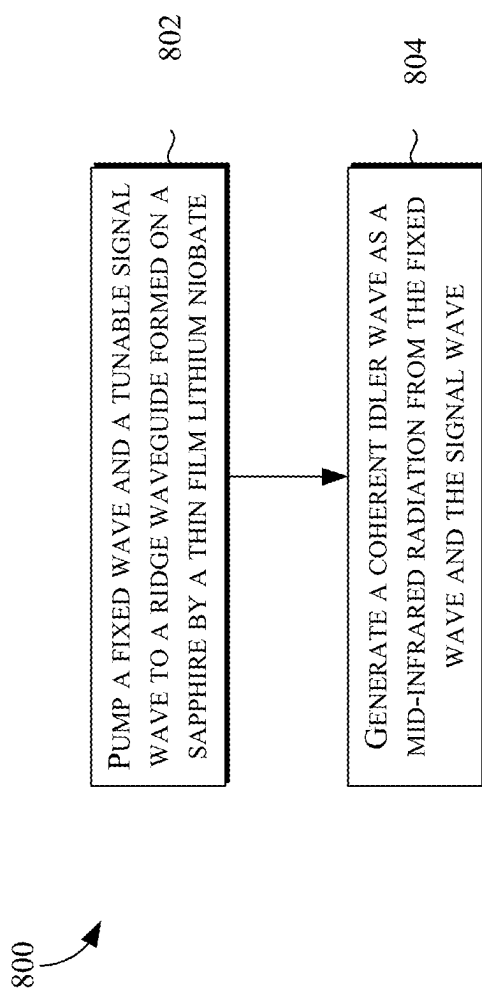 800
PUMP A FIXED WAVE AND A TUNABLE SIGNAL
WAVE TO A RIDGE WAVEGUIDE FORMED ON A
SAPPHIRE BY A THIN FILM LITHIUM NIOBATE
802
GENERATE A COHERENT IDLER WAVE AS A
MID-INFRARED RADIATION FROM THE FIXED
WAVE AND THE SIGNAL WAVE
804